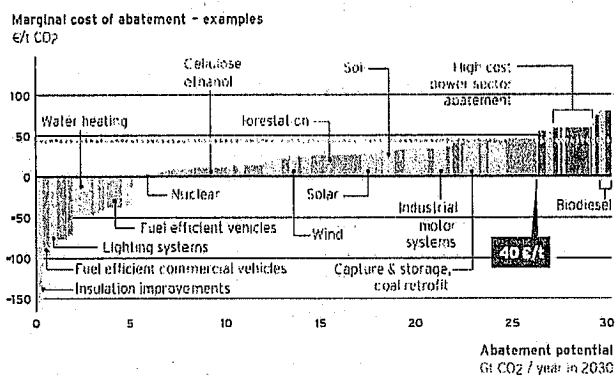 Marginal cost of abatement - examples
€/t CO2
Cellulose
ethanol
Soil
High cost
power sector
abatement
100
Water heating
Forestation
50
0
Nuclear
Solar
Industrial
motor
systems
Biodiesel
-50
Fuel efficient vehicles
Wind
Lighting systems
40 €/t
-100
Fuel efficient commercial vehicles
Capture & storage,
coal retrofit
Insulation improvements
-150
0 5 10 15 20 25 30
Abatement potential
Gt CO2 / year in 2030